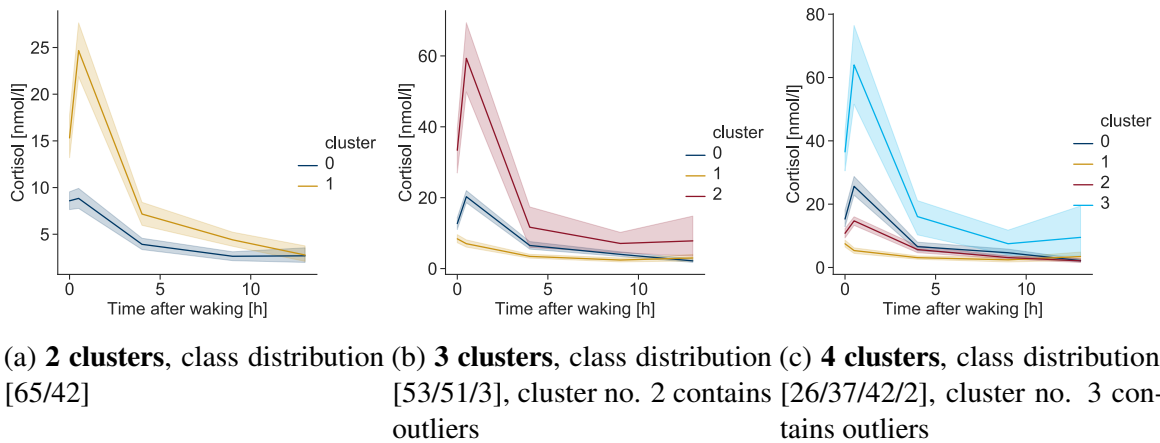 25
20
15
10
5
0
5
10
Cortisol [nmol/l]
Time after waking [h]
cluster
0
1
60
40
20
0
0
5
10
Cortisol [nmol/l]
Time after waking [h]
cluster
0
1
2
80
60
40
20
0
0
5
10
Cortisol [nmol/l]
Time after waking [h]
cluster
0
1
2
3
(a) 2 clusters, class distribution
[65/42]
(b) 3 clusters, class distribution
[53/51/3], cluster no. 2 contains
outliers
(c) 4 clusters, class distribution
[26/37/42/2], cluster no. 3 con-
tains outliers